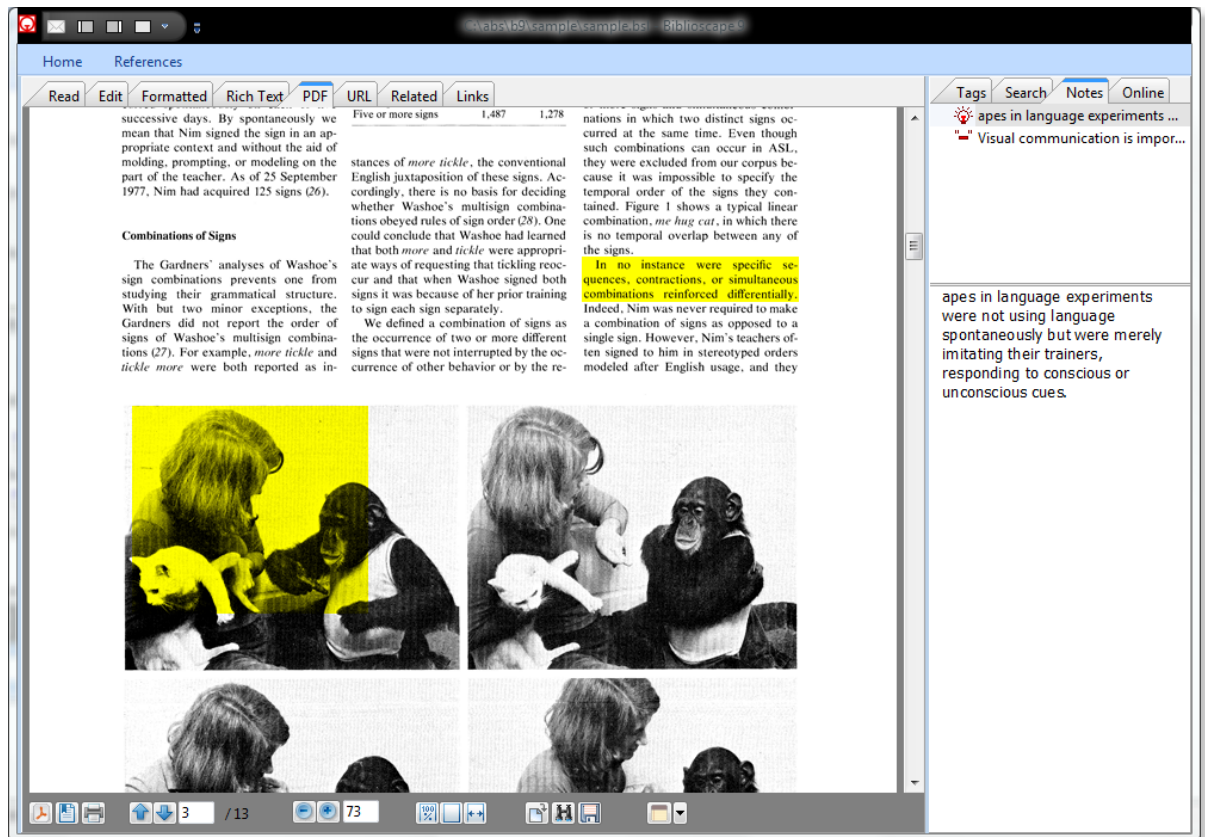 C:\abs\b9\sample\sample.bs - Biblioscape 9
Home References
Read Edit Formatted Rich Text PDF URL Related Links
successive days. By spontaneously we
mean that Nim signed the sign in an ap-
propriate context and without the aid of
molding, prompting, or modeling on the
part of the teacher. As of 25 September
1977, Nim had acquired 125 signs (26).
Combinations of Signs
The Gardners' analyses of Washoe's
sign combinations prevents one from
studying their grammatical structure.
With but two minor exceptions, the
Gardners did not report the order of
signs of Washoe's multisign combina-
tions (27). For example, more tickle and
tickle more were both reported as in-
Five or more signs 1,487 1,278
stances of more tickle, the conventional
English juxtaposition of these signs. Ac-
cordingly, there is no basis for deciding
whether Washoe's multisign combina-
tions obeyed rules of sign order (28). One
could conclude that Washoe had learned
that both more and tickle were appropri-
ate ways of requesting that tickling reoc-
cur and that when Washoe signed both
signs it was because of her prior training
to sign each sign separately.
We defined a combination of signs as
the occurrence of two or more different
signs that were not interrupted by the oc-
currence of other behavior or by the re-
nations in which two distinct signs oc-
curred at the same time. Even though
such combinations can occur in ASL,
they were excluded from our corpus be-
cause it was impossible to specify the
temporal order of the signs they con-
tained. Figure 1 shows a typical linear
combination, me hug cat, in which there
is no temporal overlap between any of
the signs.
In no instance were specific se-
quences, contractions, or simultaneous
combinations reinforced differentially.
Indeed, Nim was never required to make
a combination of signs as opposed to a
single sign. However, Nim's teachers of-
ten signed to him in stereotyped orders
modeled after English usage, and they
3 / 13 73 100 %
Tags Search Notes Online
apes in language experiments ...
Visual communication is impor...
apes in language experiments
were not using language
spontaneously but were merely
imitating their trainers,
responding to conscious or
unconscious cues.